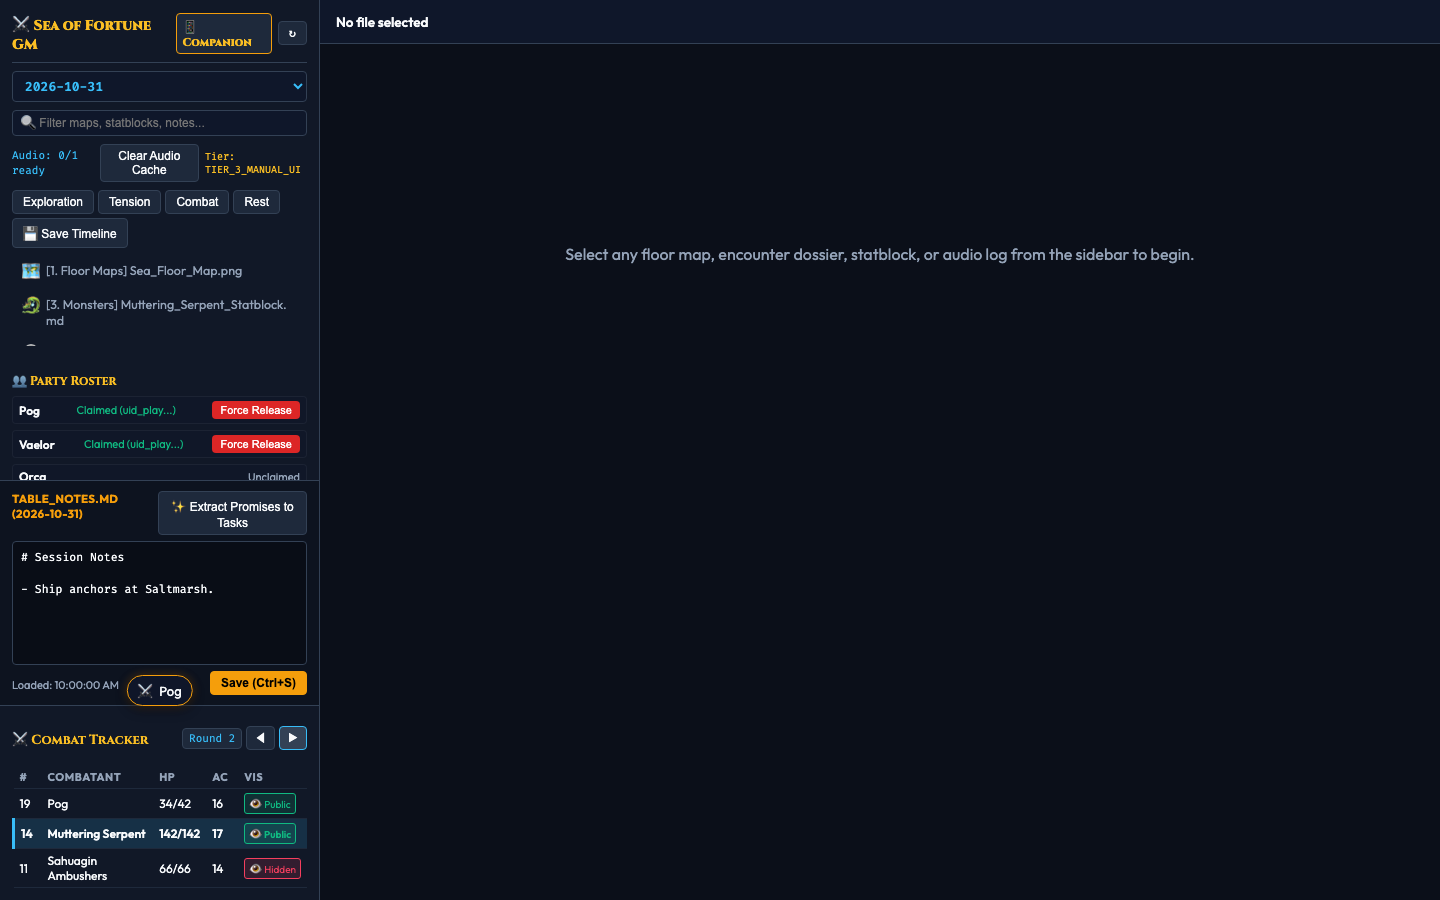 ⚔️ Sea of Fortune GM
Companion
↻
2026-10-31
🔍 Filter maps, statblocks, notes...
Audio: 0/1 ready
Clear Audio Cache
Tier: TIER_3_MANUAL_UI
Exploration
Tension
Combat
Rest
💾 Save Timeline
[1. Floor Maps] Sea_Floor_Map.png
[3. Monsters] Muttering_Serpent_Statblock.md
👥 Party Roster
Pog Claimed (uid_play...) Force Release
Vaelor Claimed (uid_play...) Force Release
Orca Unclaimed
TABLE_NOTES.MD (2026-10-31)
✨ Extract Promises to Tasks
# Session Notes
- Ship anchors at Saltmarsh.
Loaded: 10:00:00 AM
⚔️ Pog
Save (Ctrl+S)
⚔️ Combat Tracker
Round 2 ◀ ▶
# COMBATANT HP AC VIS
19 Pog 34/42 16 👁 Public
14 Muttering Serpent 142/142 17 👁 Public
11 Sahuagin Ambushers 66/66 14 👁 Hidden
No file selected
Select any floor map, encounter dossier, statblock, or audio log from the sidebar to begin.